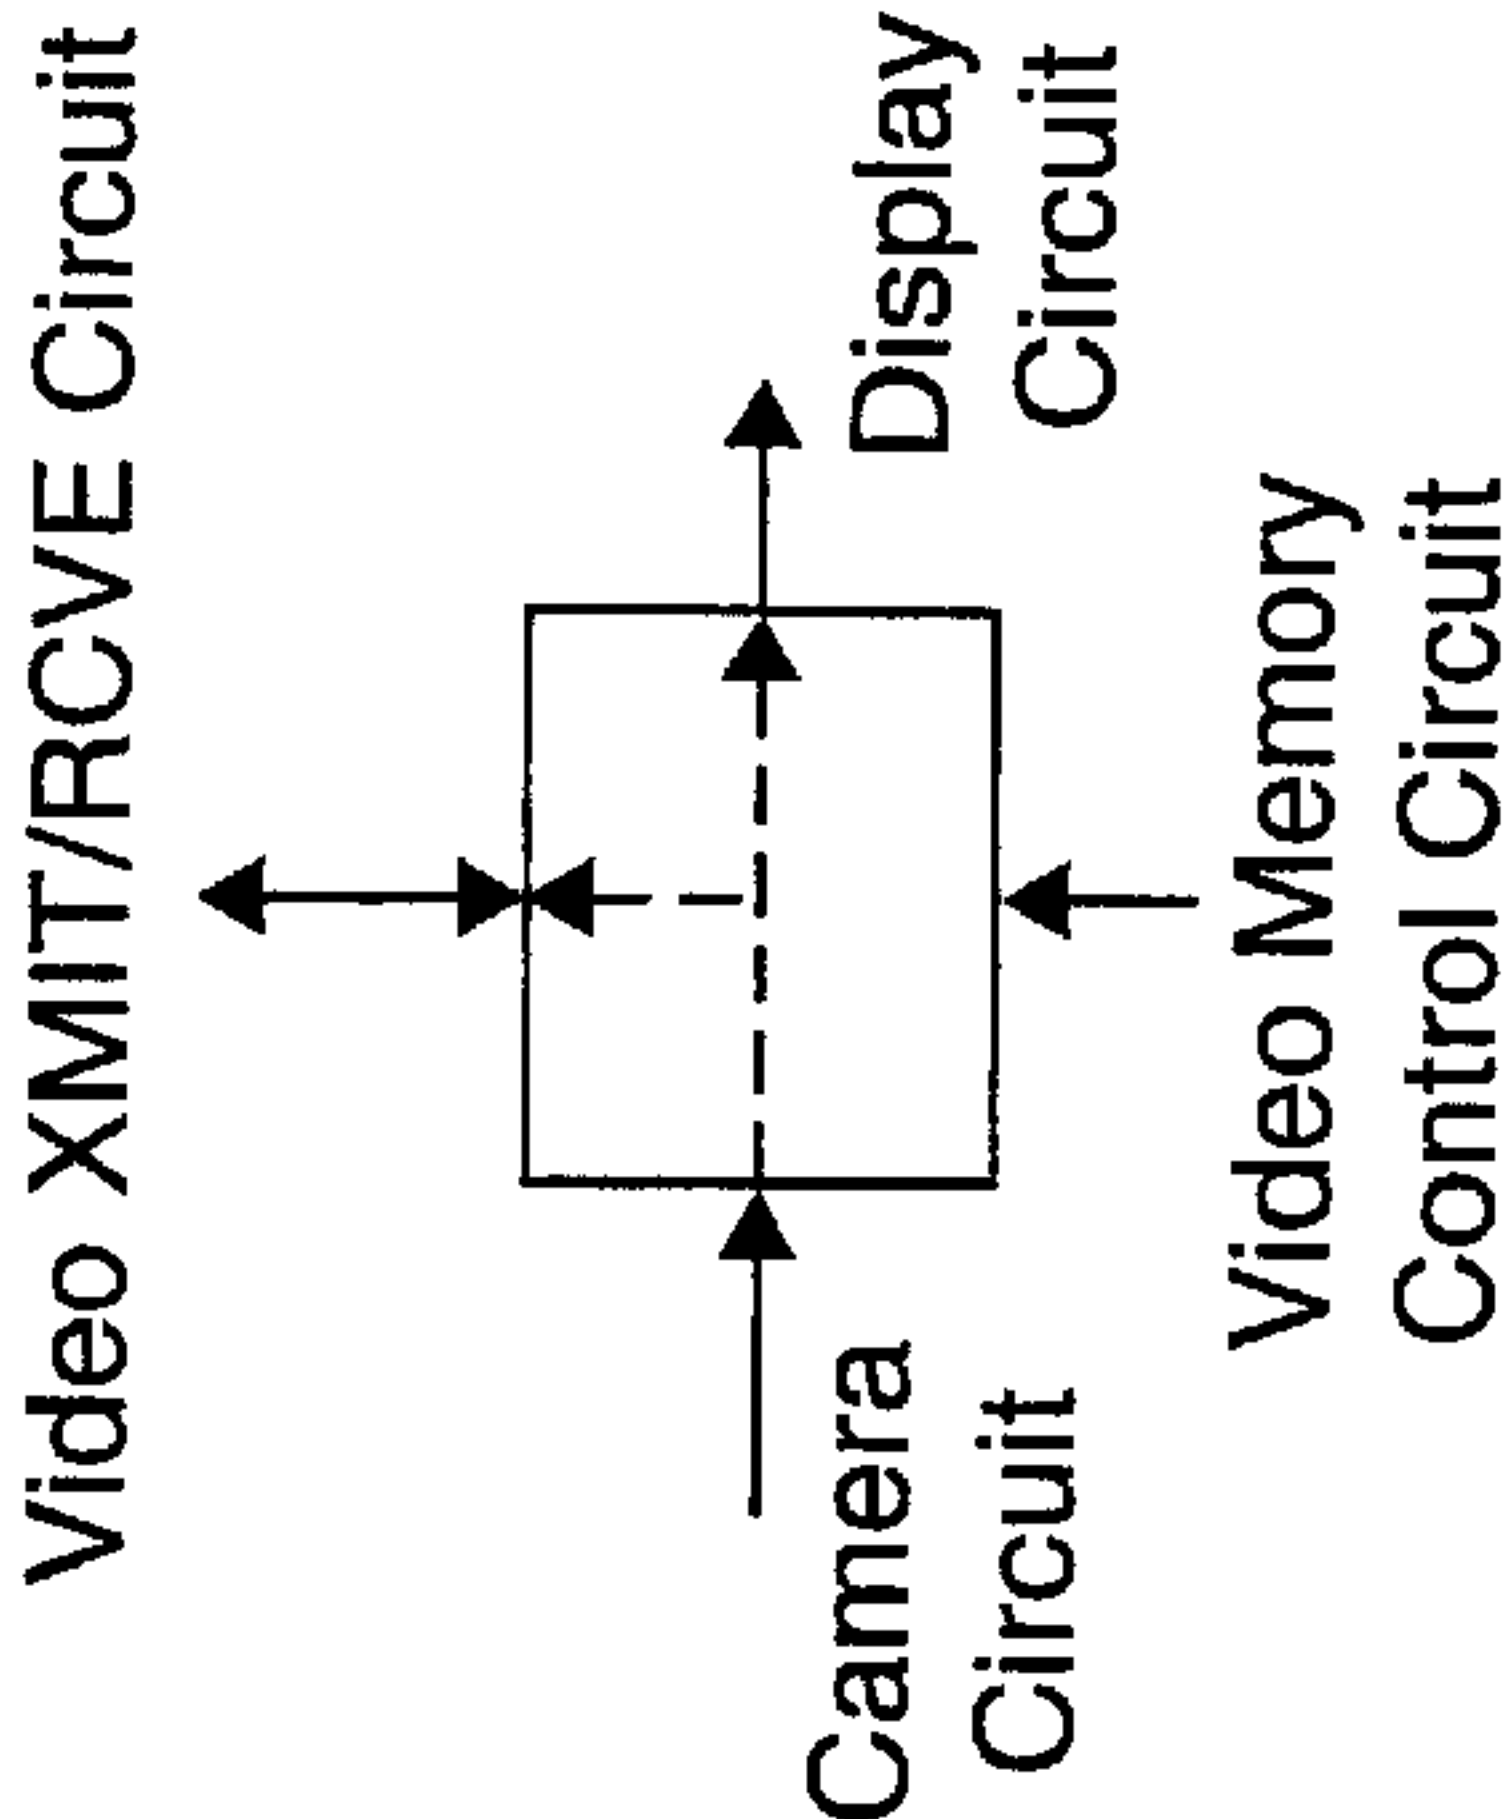 Video XMIT/RCVE Circuit
Camera
Circuit
Display
Circuit
Video Memory
Control Circuit